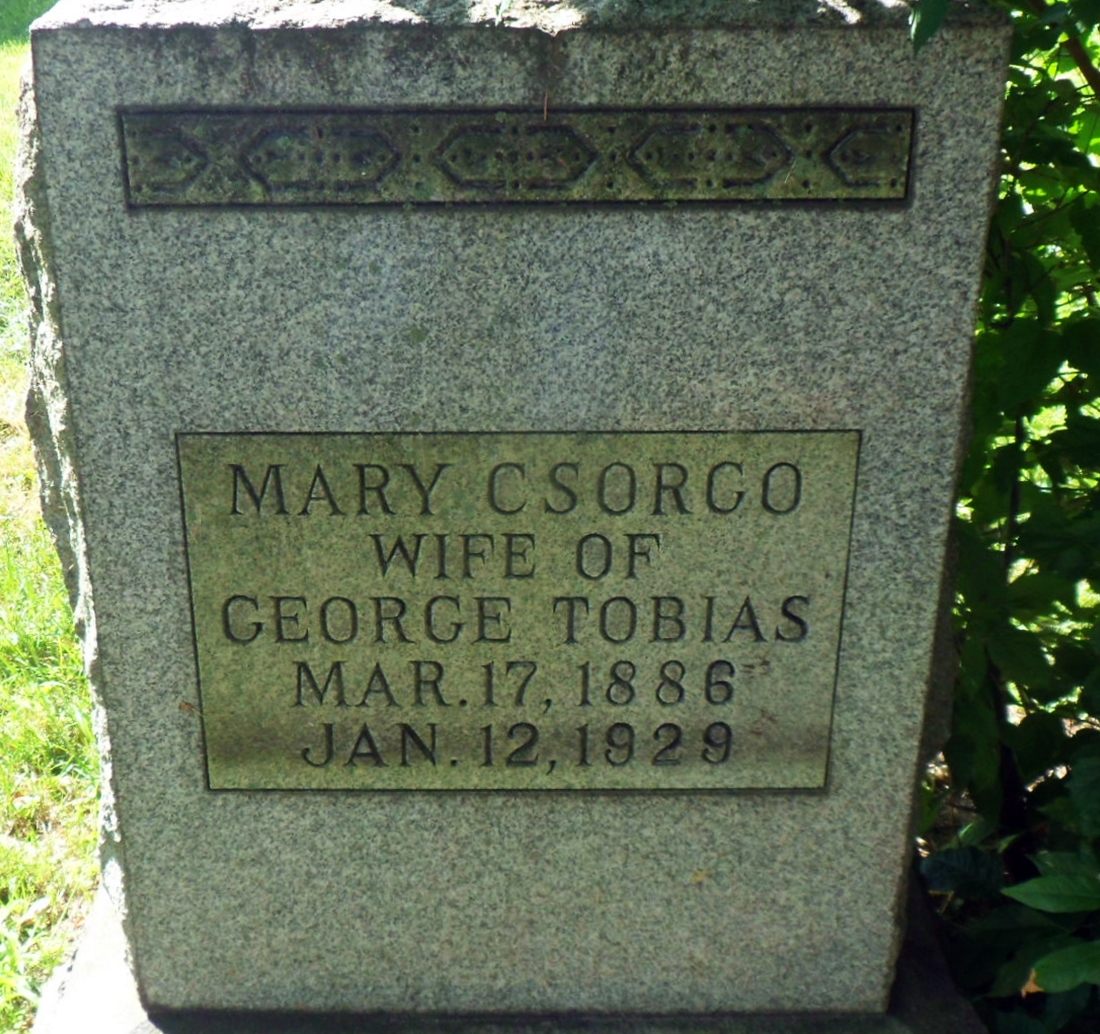 MARY CSORGO
WIFE OF
GEORGE TOBIAS
MAR. 17, 1886
JAN. 12, 1929